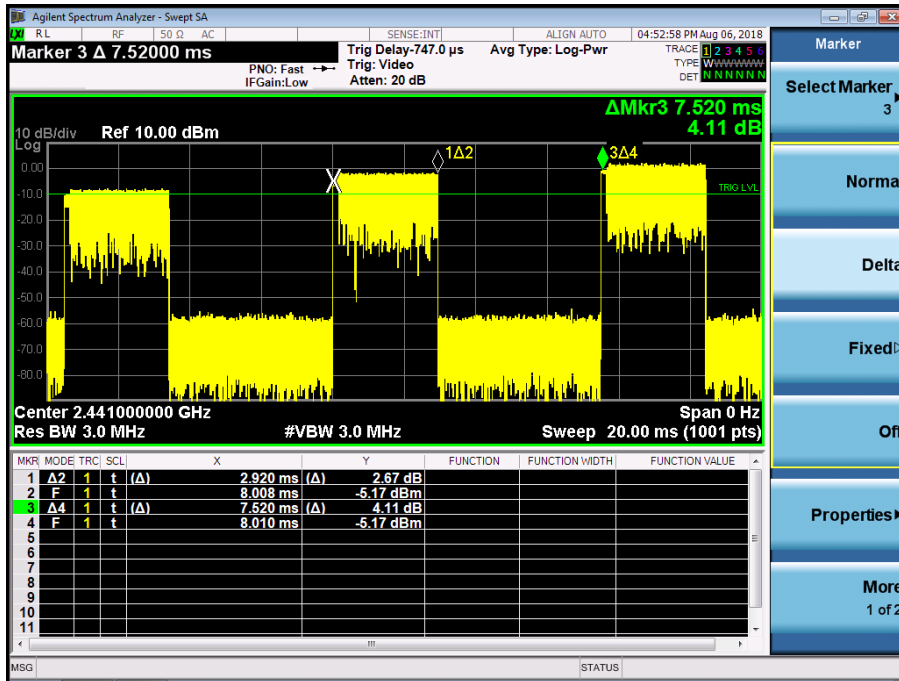 Agilent Spectrum Analyzer - Swept SA
LXI RL RF 50 Ω AC SENSE:INT ALIGN AUTO 04:52:58 PM Aug 06, 2018
Marker 3 Δ 7.52000 ms
PNO: Fast
IFGain:Low
Trig Delay-747.0 µs
Trig: Video
Atten: 20 dB
Avg Type: Log-Pwr
TRACE 1 2 3 4 5 6
TYPE WWWWWW
DET N N N N N N
ΔMkr3 7.520 ms
4.11 dB
10 dB/div Ref 10.00 dBm
Log
1Δ2
3Δ4
0.00
TRIG LVL
-10.0
-20.0
-30.0
-40.0
-50.0
-60.0
-70.0
-80.0
X
Center 2.441000000 GHz Span 0 Hz
Res BW 3.0 MHz #VBW 3.0 MHz Sweep 20.00 ms (1001 pts)
MKR MODE TRC SCL X Y FUNCTION FUNCTION WIDTH FUNCTION VALUE
1 Δ2 1 t (Δ) 2.920 ms (Δ) 2.67 dB
2 F 1 t 8.008 ms -5.17 dBm
3 Δ4 1 t (Δ) 7.520 ms (Δ) 4.11 dB
4 F 1 t 8.010 ms -5.17 dBm
5
6
7
8
9
10
11
MSG STATUS
Marker
Select Marker
3
Norma
Delta
Fixed
Of
Properties
More
1 of 2